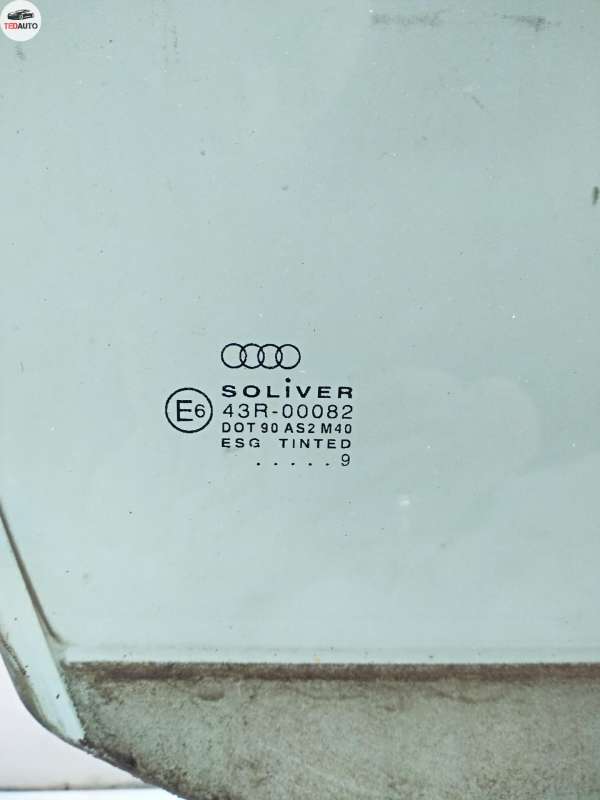 TEDAUTO
SOLiVER
E6 43R-00082
DOT 90 AS2 M40
ESG TINTED
.....9